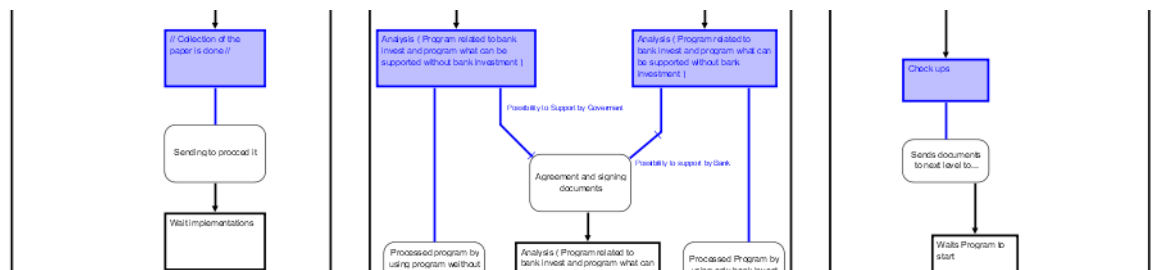 // Collection of the
paper is done //
Sending to procced it
Wait implementations
Analysis ( Program related to bank
invest and program what can be
supported without bank investment )
Analysis ( Program related to
bank invest and program what can
be supported without bank
investment )
Possibility to Support by Goverment
Possibility to support by Bank
Agreement and signing
documents
Processed program by
using program weithout
Analysis ( Program related to
bank invest and program what can
Processed Program by
Check ups
Sends documents
to next level to...
Waits Program to
start